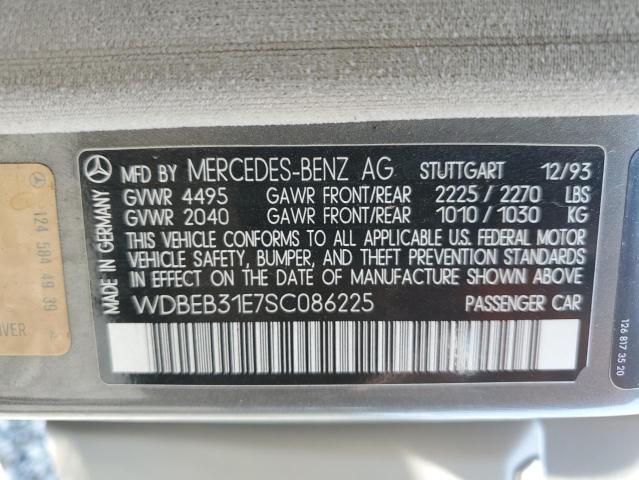 MFD BY MERCEDES-BENZ AG STUTTGART 12/93
GVWR 4495 GAWR FRONT/REAR 2225 / 2270 LBS
GVWR 2040 GAWR FRONT/REAR 1010 / 1030 KG
THIS VEHICLE CONFORMS TO ALL APPLICABLE U.S. FEDERAL MOTOR
VEHICLE SAFETY, BUMPER, AND THEFT PREVENTION STANDARDS
IN EFFECT ON THE DATE OF MANUFACTURE SHOWN ABOVE
WDBEB31E7SC086225 PASSENGER CAR
MADE IN GERMANY
124 584 49 39
126 817 35 20